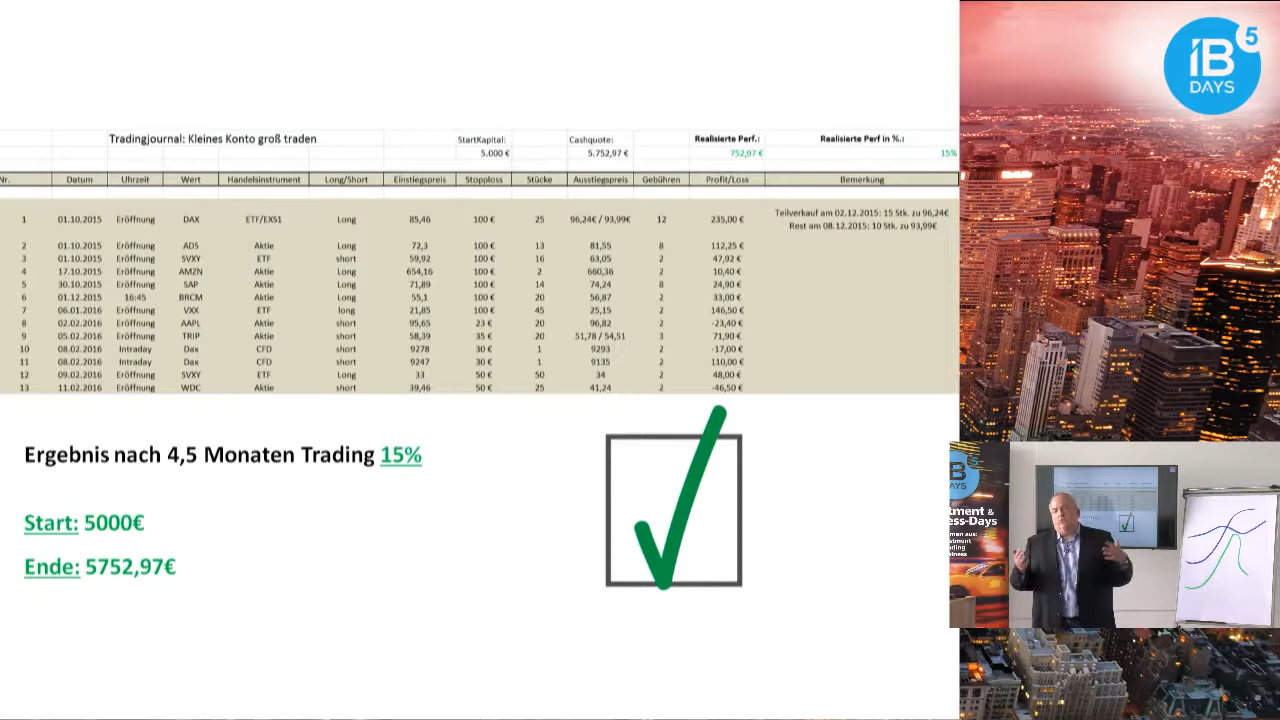 Tradingjournal: Kleines Konto groß traden StartKapital: Cashquote: Realisierte Perf.: Realisierte Perf in %.:
5.000 € 5.752,97 € 752,97 € 15%
Nr. Datum Uhrzeit Wert Handelsinstrument Long/Short Einstiegspreis Stopploss Stücke Ausstiegspreis Gebühren Profit/Loss Bemerkung
1 01.10.2015 Eröffnung DAX ETF/EXS1 Long 85,46 100 € 25 96,24€ / 93,99€ 12 235,00 € Teilverkauf am 02.12.2015: 15 Stk. zu 96,24€
Rest am 08.12.2015: 10 Stk zu 93,99€
2 01.10.2015 Eröffnung ADS Aktie Long 72,3 100 € 13 81,55 8 112,25 €
3 01.10.2015 Eröffnung SVXY ETF short 59,92 100 € 16 63,05 2 47,92 €
4 17.10.2015 Eröffnung AMZN Aktie Long 654,16 100 € 2 660,36 2 10,40 €
5 30.10.2015 Eröffnung SAP Aktie Long 71,89 100 € 14 74,24 8 24,90 €
6 01.12.2015 16:45 BRCM Aktie Long 55,1 100 € 20 56,87 2 33,00 €
7 06.01.2016 Eröffnung VXX ETF long 21,85 100 € 45 25,15 2 146,50 €
8 02.02.2016 Eröffnung AAPL Aktie short 95,65 23 € 20 96,82 2 -23,40 €
9 05.02.2016 Eröffnung TRIP Aktie short 58,39 35 € 20 51,78 / 54,51 3 71,90 €
10 08.02.2016 Intraday Dax CFD short 9278 30 € 1 9293 2 -17,00 €
11 08.02.2016 Intraday Dax CFD short 9247 30 € 1 9135 2 110,00 €
12 09.02.2016 Eröffnung SVXY ETF Long 33 50 € 50 34 2 48,00 €
13 11.02.2016 Eröffnung WDC Aktie short 39,46 50 € 25 41,24 2 -46,50 €
Ergebnis nach 4,5 Monaten Trading 15%
Start: 5000€
Ende: 5752,97€
iB 5
DAYS
B 5
AYS
stment &
ess-Days
men aus:
stment
ding
iness